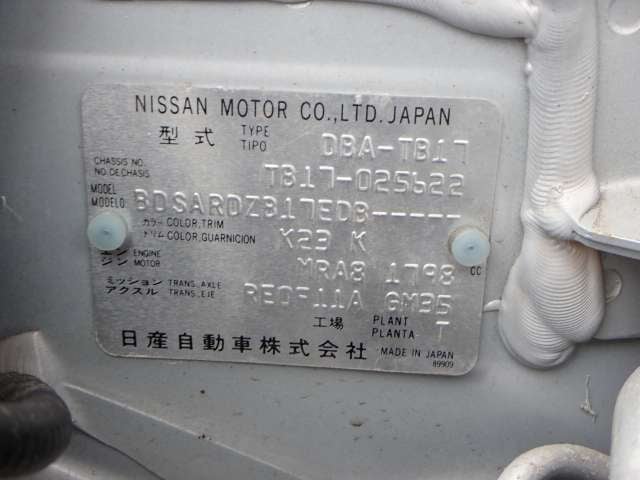 NISSAN MOTOR CO.,LTD. JAPAN
型式 TYPE TIPO DBA-TB17
CHASSIS NO. NO.DE CHASIS TB17-025622
MODEL MODELO BDSARDZB17EDB-----
カラー COLOR,TRIM トリム COLOR,GUARNICION K23 K
エンジン ENGINE MOTOR MRA8 1798 CC
ミッション TRANS. AXLE アクスル TRANS. EJE RE0F11A GM35
工場 PLANT PLANTA T
日産自動車株式会社 MADE IN JAPAN
89909